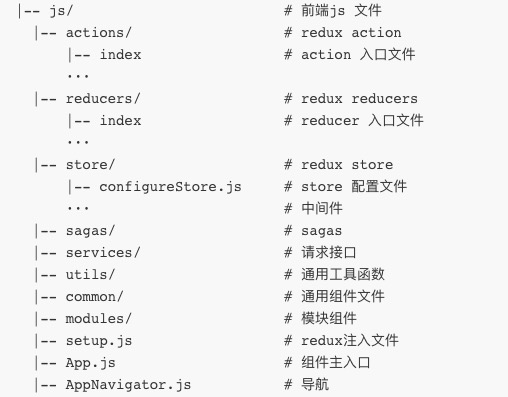 |-- js/                         # 前端js 文件
  |-- actions/                  # redux action
      |-- index                 # action 入口文件
      ...
  |-- reducers/                 # redux reducers
      |-- index                 # reducer 入口文件
      ...
  |-- store/                    # redux store
      |-- configureStore.js     # store 配置文件
      ...                       # 中间件
  |-- sagas/                    # sagas
  |-- services/                 # 请求接口
  |-- utils/                    # 通用工具函数
  |-- common/                   # 通用组件文件
  |-- modules/                  # 模块组件
  |-- setup.js                  # redux注入文件
  |-- App.js                    # 组件主入口
  |-- AppNavigator.js           # 导航